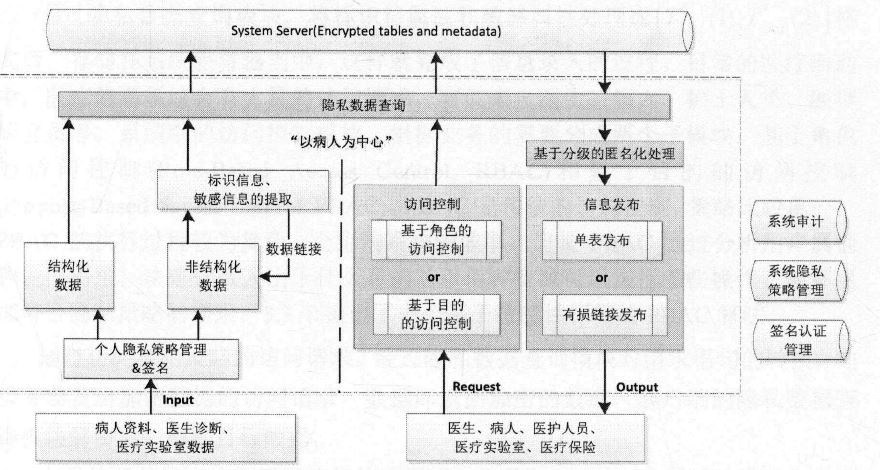 System Server(Encrypted tables and metadata)
隐私数据查询
“以病人为中心”
基于分级的匿名化处理
标识信息、
敏感信息的提取
数据链接
结构化
数据
非结构化
数据
个人隐私策略管理
&签名
Input
病人资料、医生诊断、
医疗实验室数据
访问控制
基于角色的
访问控制
or
基于目的
的访问控制
信息发布
单表发布
or
有损链接发布
Request
Output
医生、病人、医护人员、
医疗实验室、医疗保险
系统审计
系统隐私
策略管理
签名认证
管理